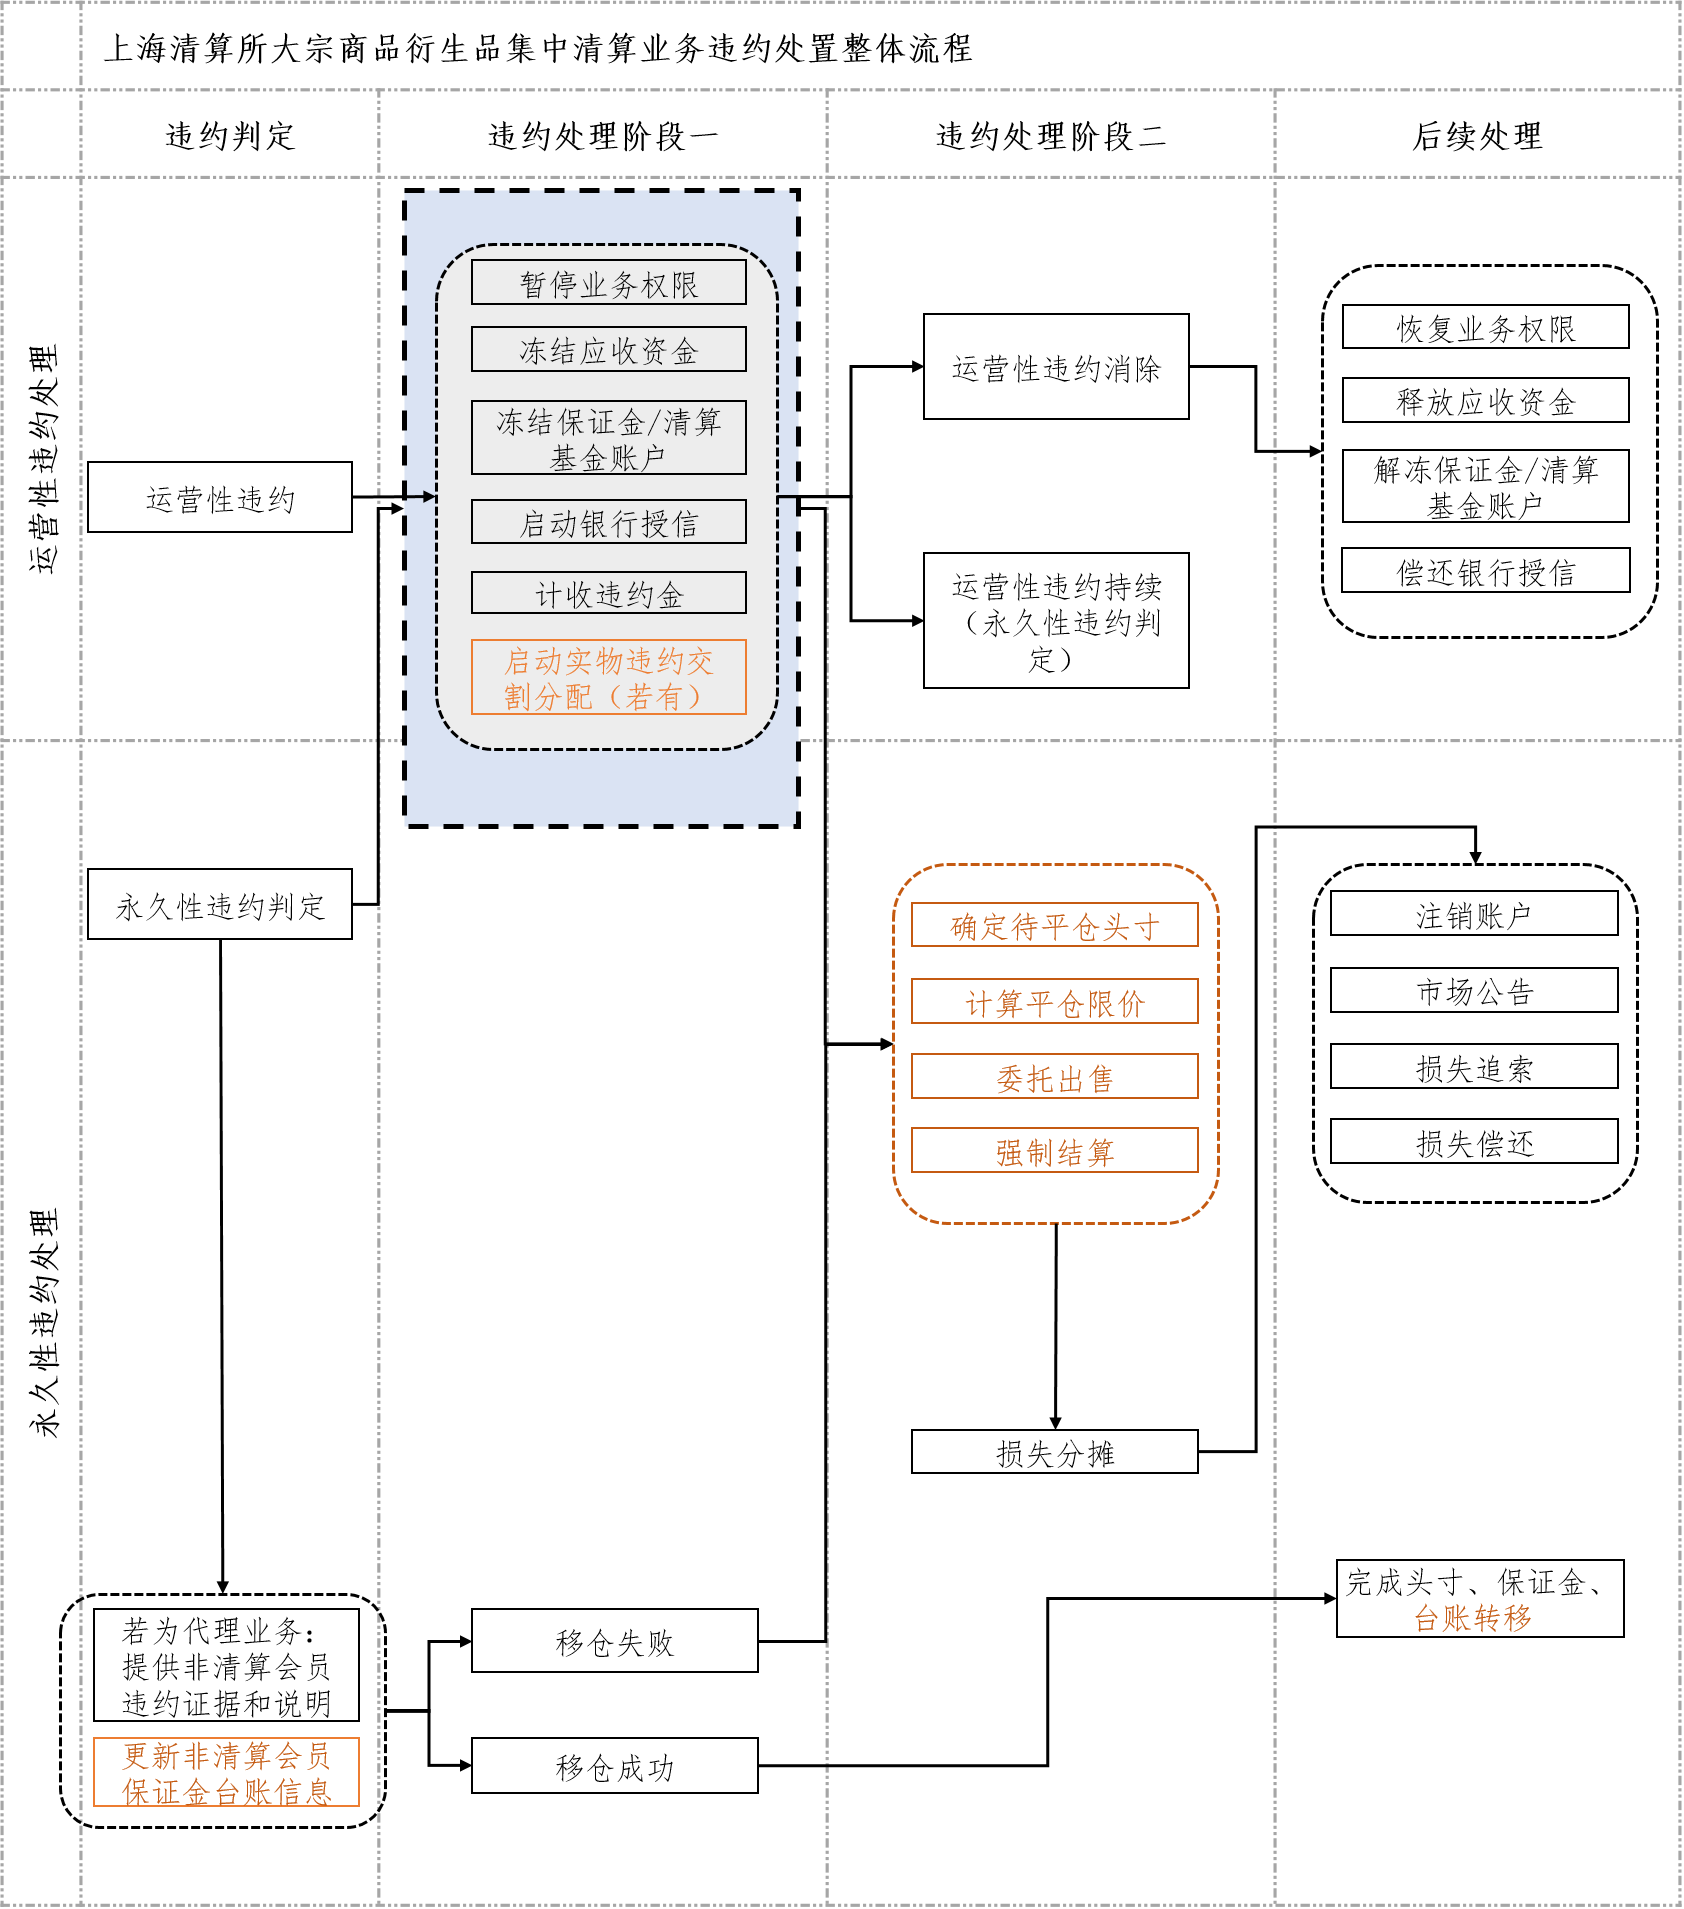 上海清算所大宗商品衍生品集中清算业务违约处置整体流程
违约判定
违约处理阶段一
违约处理阶段二
后续处理
运营性违约处理
运营性违约
暂停业务权限
冻结应收资金
冻结保证金/清算
基金账户
启动银行授信
计收违约金
启动实物违约交
割分配（若有）
运营性违约消除
运营性违约持续
（永久性违约判
定）
恢复业务权限
释放应收资金
解冻保证金/清算
基金账户
偿还银行授信
永久性违约处理
永久性违约判定
确定待平仓头寸
计算平仓限价
委托出售
强制结算
损失分摊
注销账户
市场公告
损失追索
损失偿还
若为代理业务：
提供非清算会员
违约证据和说明
更新非清算会员
保证金台账信息
移仓失败
移仓成功
完成头寸、保证金、
台账转移